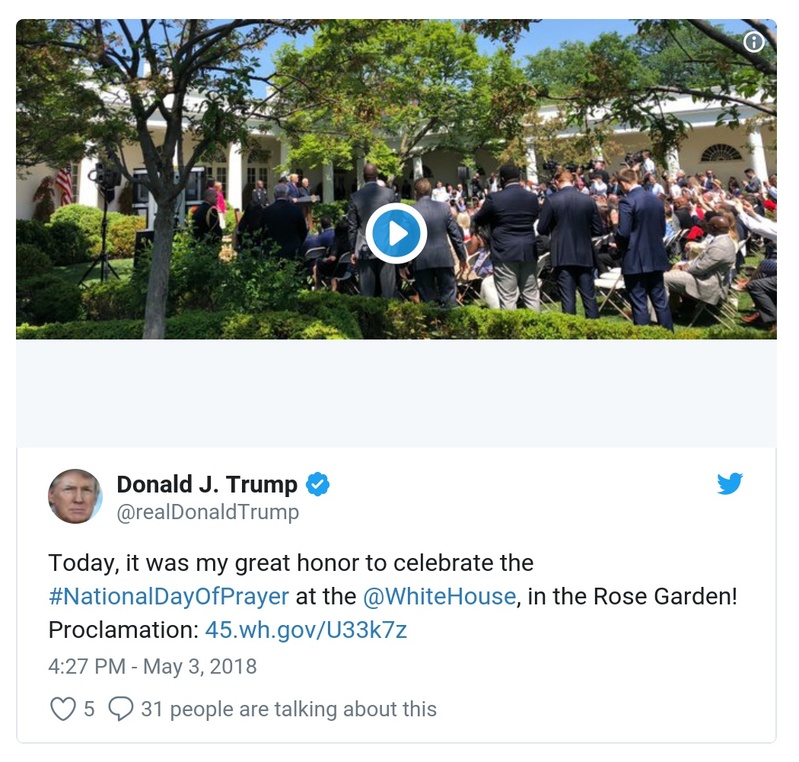 Donald J. Trump
@realDonaldTrump
Today, it was my great honor to celebrate the
#NationalDayOfPrayer at the @WhiteHouse, in the Rose Garden!
Proclamation: 45.wh.gov/U33k7z
4:27 PM - May 3, 2018
5 31 people are talking about this